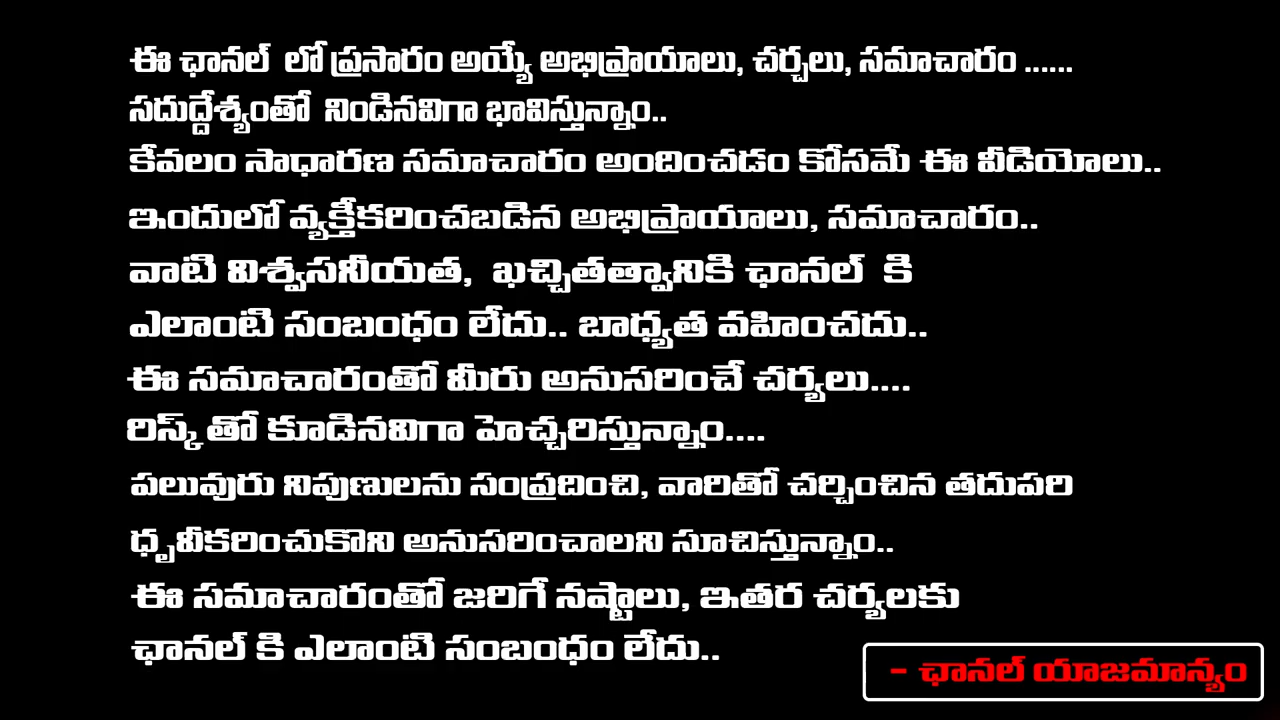 ఈ ఛానల్ లో ప్రసారం అయ్యే అభిప్రాయాలు, చర్చలు, సమాచారం ......
సదుద్దేశ్యంతో నిండినవిగా భావిస్తున్నాం..
కేవలం సాధారణ సమాచారం అందించడం కోసమే ఈ వీడియోలు..
ఇందులో వ్యక్తీకరించబడిన అభిప్రాయాలు, సమాచారం..
వాటి విశ్వసనీయత, ఖచ్చితత్వానికి ఛానల్ కి
ఎలాంటి సంబంధం లేదు.. బాధ్యత వహించదు..
ఈ సమాచారంతో మీరు అనుసరించే చర్యలు....
రిస్క్ తో కూడినవిగా హెచ్చరిస్తున్నాం....
పలువురు నిపుణులను సంప్రదించి, వారితో చర్చించిన తదుపరి
ధృవీకరించుకొని అనుసరించాలని సూచిస్తున్నాం..
ఈ సమాచారంతో జరిగే నష్టాలు, ఇతర చర్యలకు
ఛానల్ కి ఎలాంటి సంబంధం లేదు..
- ఛానల్ యాజమాన్యం